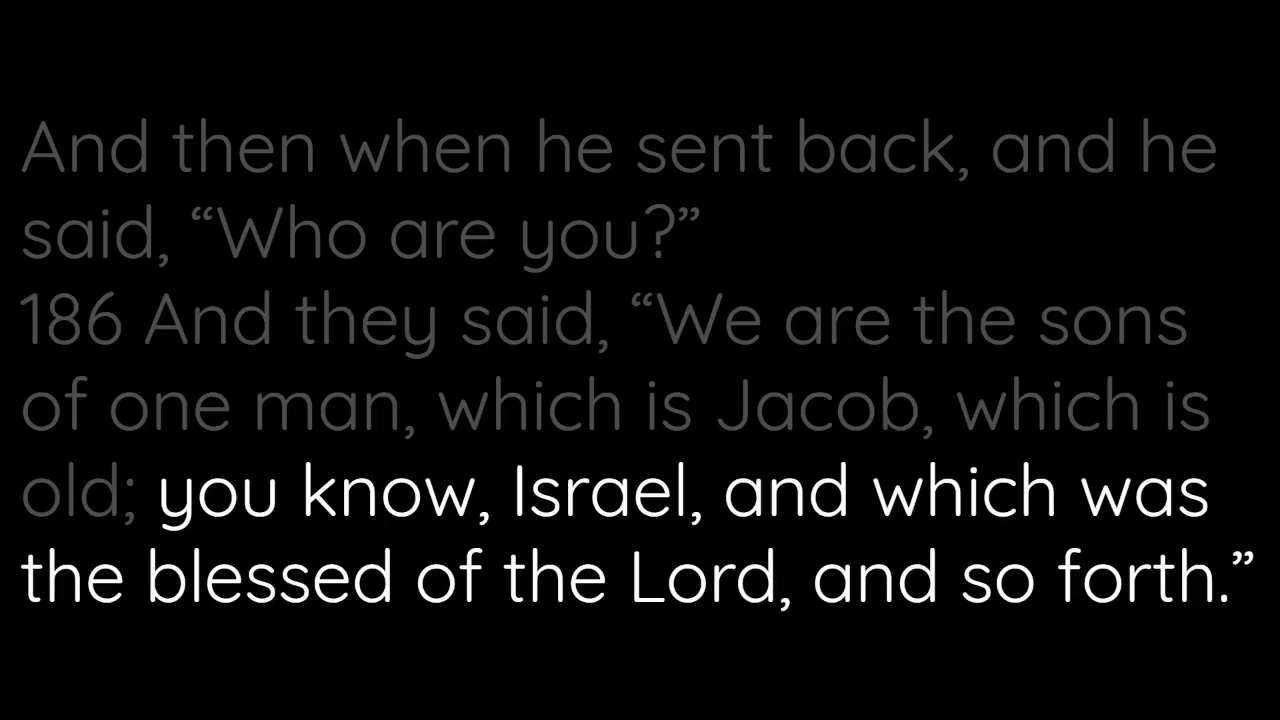 And then when he sent back, and he
said, “Who are you?”
186 And they said, “We are the sons
of one man, which is Jacob, which is
old; you know, Israel, and which was
the blessed of the Lord, and so forth.”